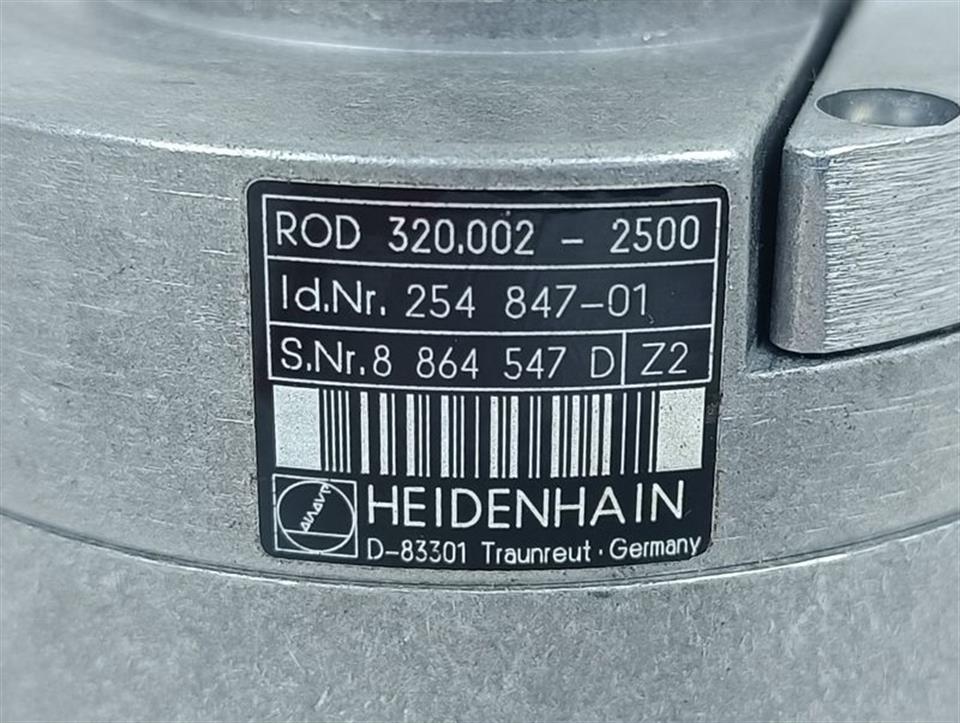 ROD 320.002 - 2500
Id.Nr. 254 847-01
S.Nr. 8 864 547 D Z2
HEIDENHAIN
D-83301 Traunreut · Germany